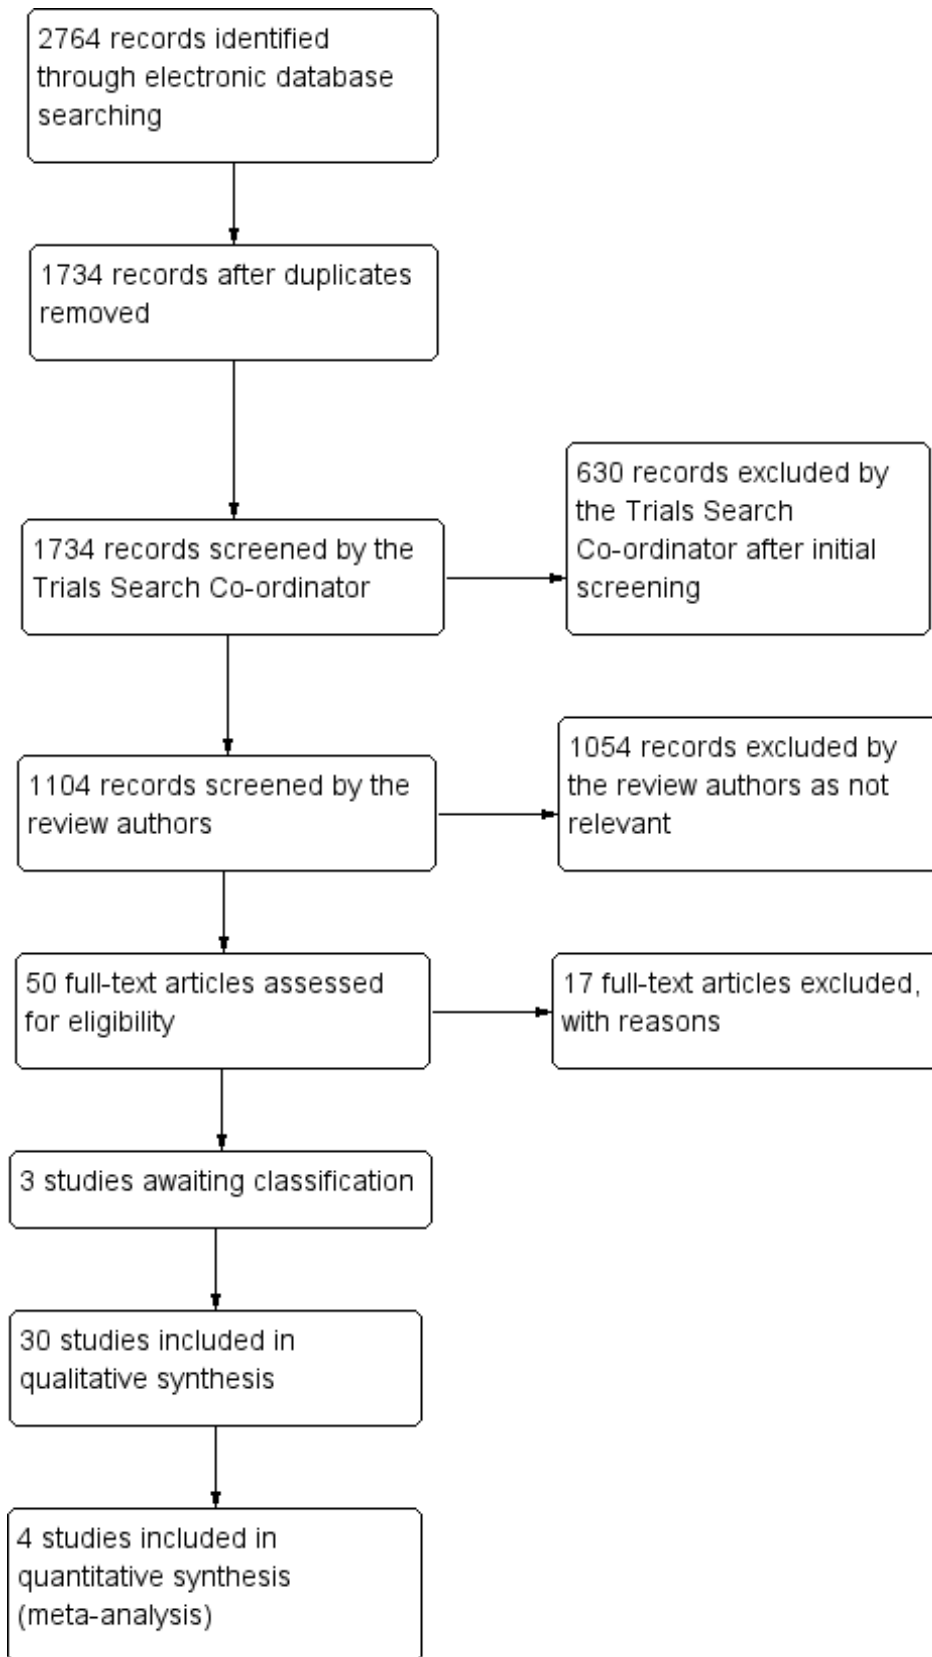 2764 records identified
through electronic database
searching
1734 records after duplicates
removed
1734 records screened by the
Trials Search Co-ordinator
630 records excluded by
the Trials Search
Co-ordinator after initial
screening
1104 records screened by the
review authors
1054 records excluded by
the review authors as not
relevant
50 full-text articles assessed
for eligibility
17 full-text articles excluded,
with reasons
3 studies awaiting classification
30 studies included in
qualitative synthesis
4 studies included in
quantitative synthesis
(meta-analysis)